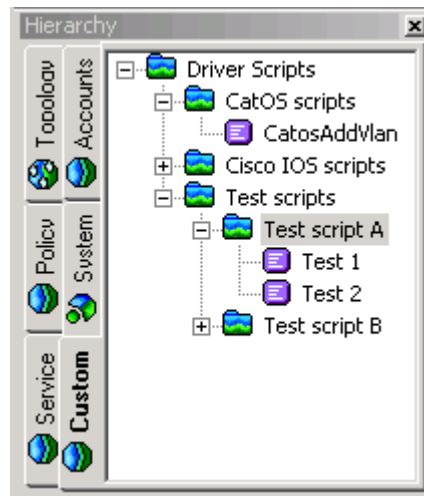 Hierarchy
Topology
Accounts
Policy
System
Service
Custom
Driver Scripts
CatOS scripts
CatosAddVlan
Cisco IOS scripts
Test scripts
Test script A
Test 1
Test 2
Test script B